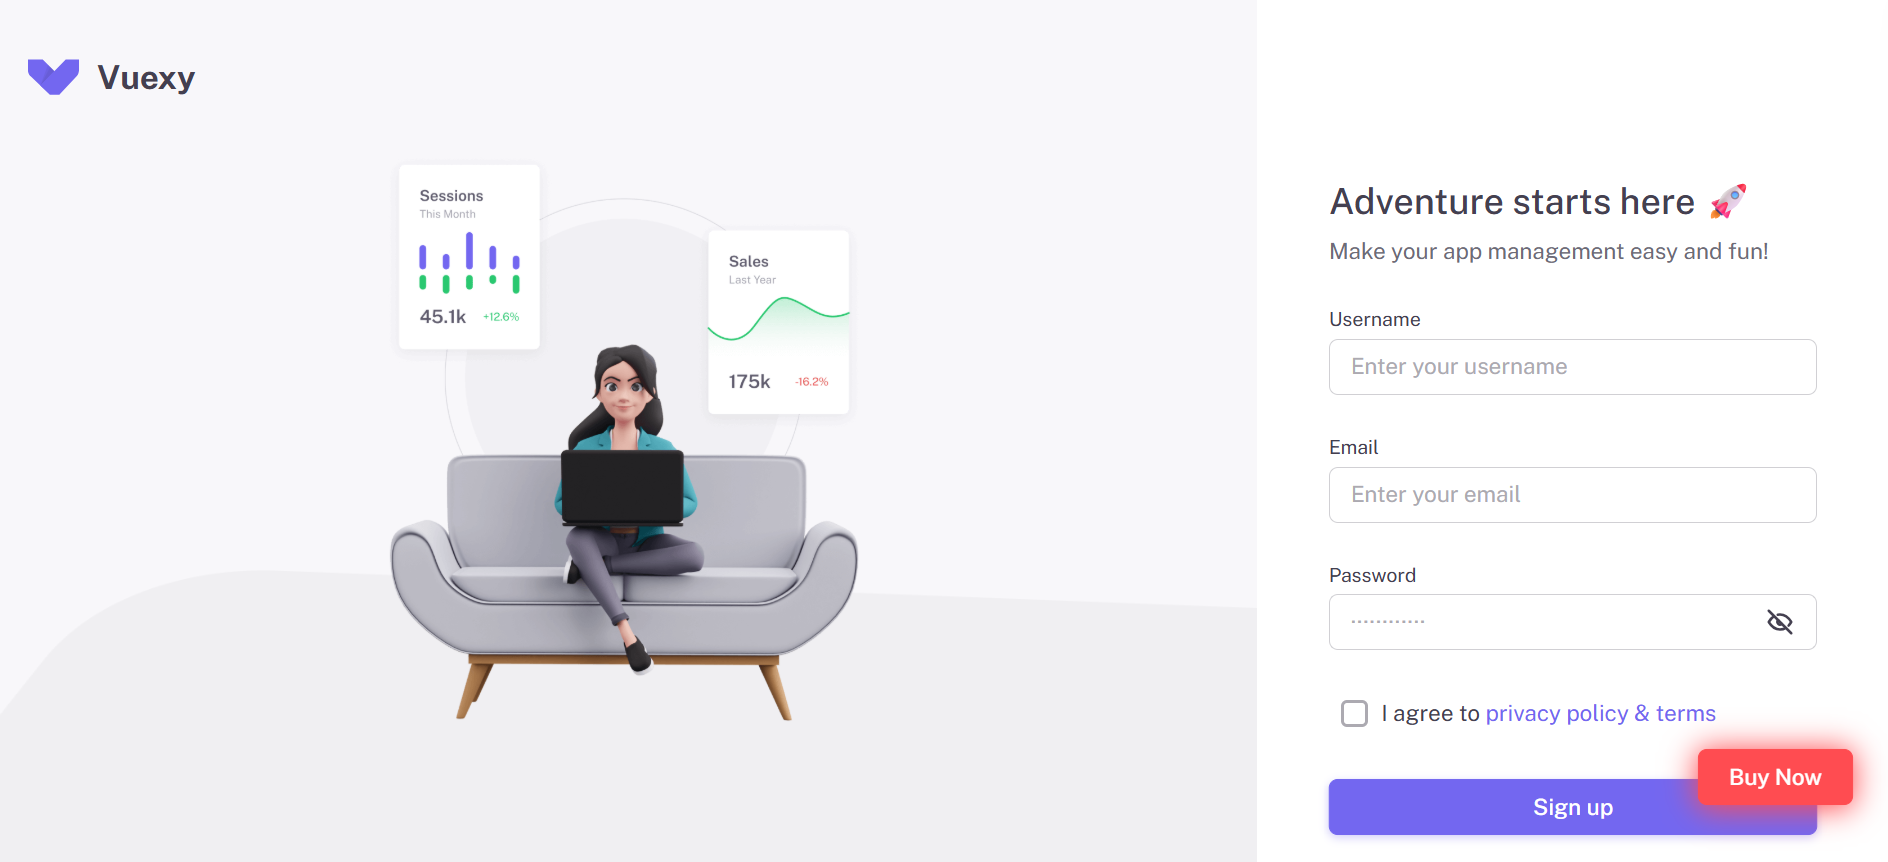 Vuexy
Sessions
This Month
45.1k +12.6%
Sales
Last Year
175k -16.2%
Adventure starts here 🚀
Make your app management easy and fun!
Username
Enter your username
Email
Enter your email
Password
············
I agree to privacy policy & terms
Buy Now
Sign up